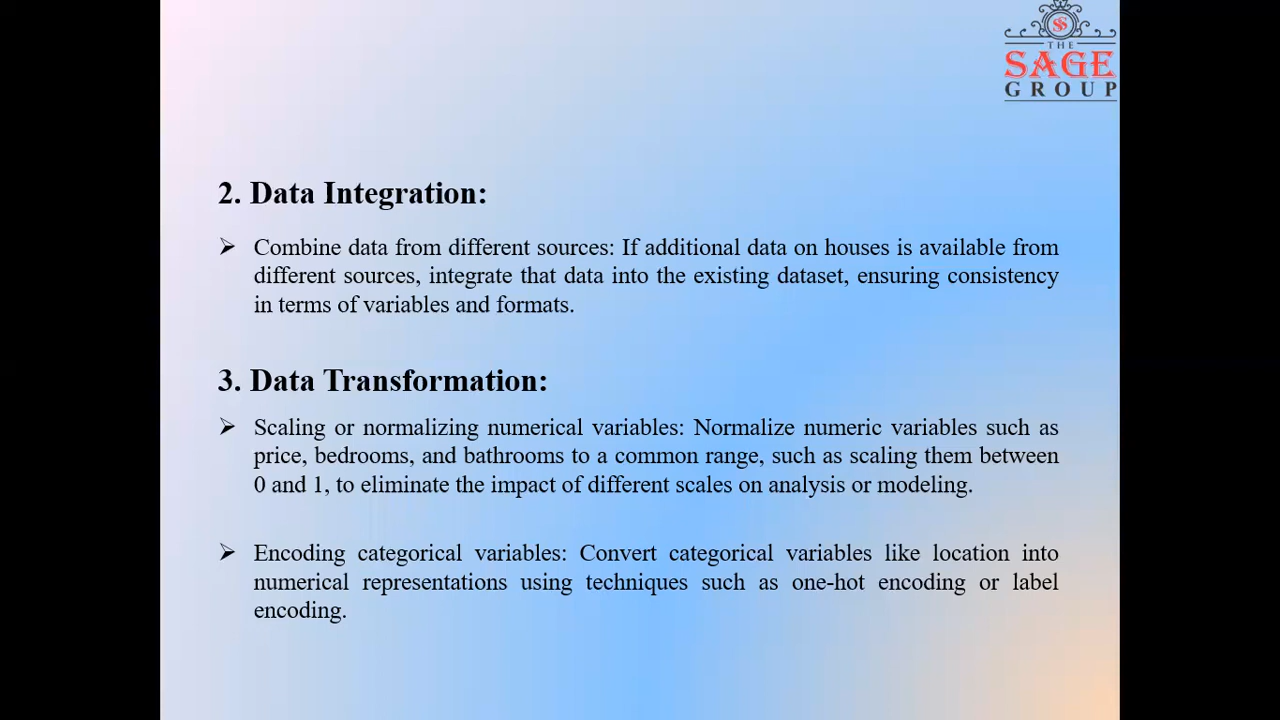 THE
SAGE
GROUP
2. Data Integration:
➢ Combine data from different sources: If additional data on houses is available from
different sources, integrate that data into the existing dataset, ensuring consistency
in terms of variables and formats.
3. Data Transformation:
➢ Scaling or normalizing numerical variables: Normalize numeric variables such as
price, bedrooms, and bathrooms to a common range, such as scaling them between
0 and 1, to eliminate the impact of different scales on analysis or modeling.
➢ Encoding categorical variables: Convert categorical variables like location into
numerical representations using techniques such as one-hot encoding or label
encoding.